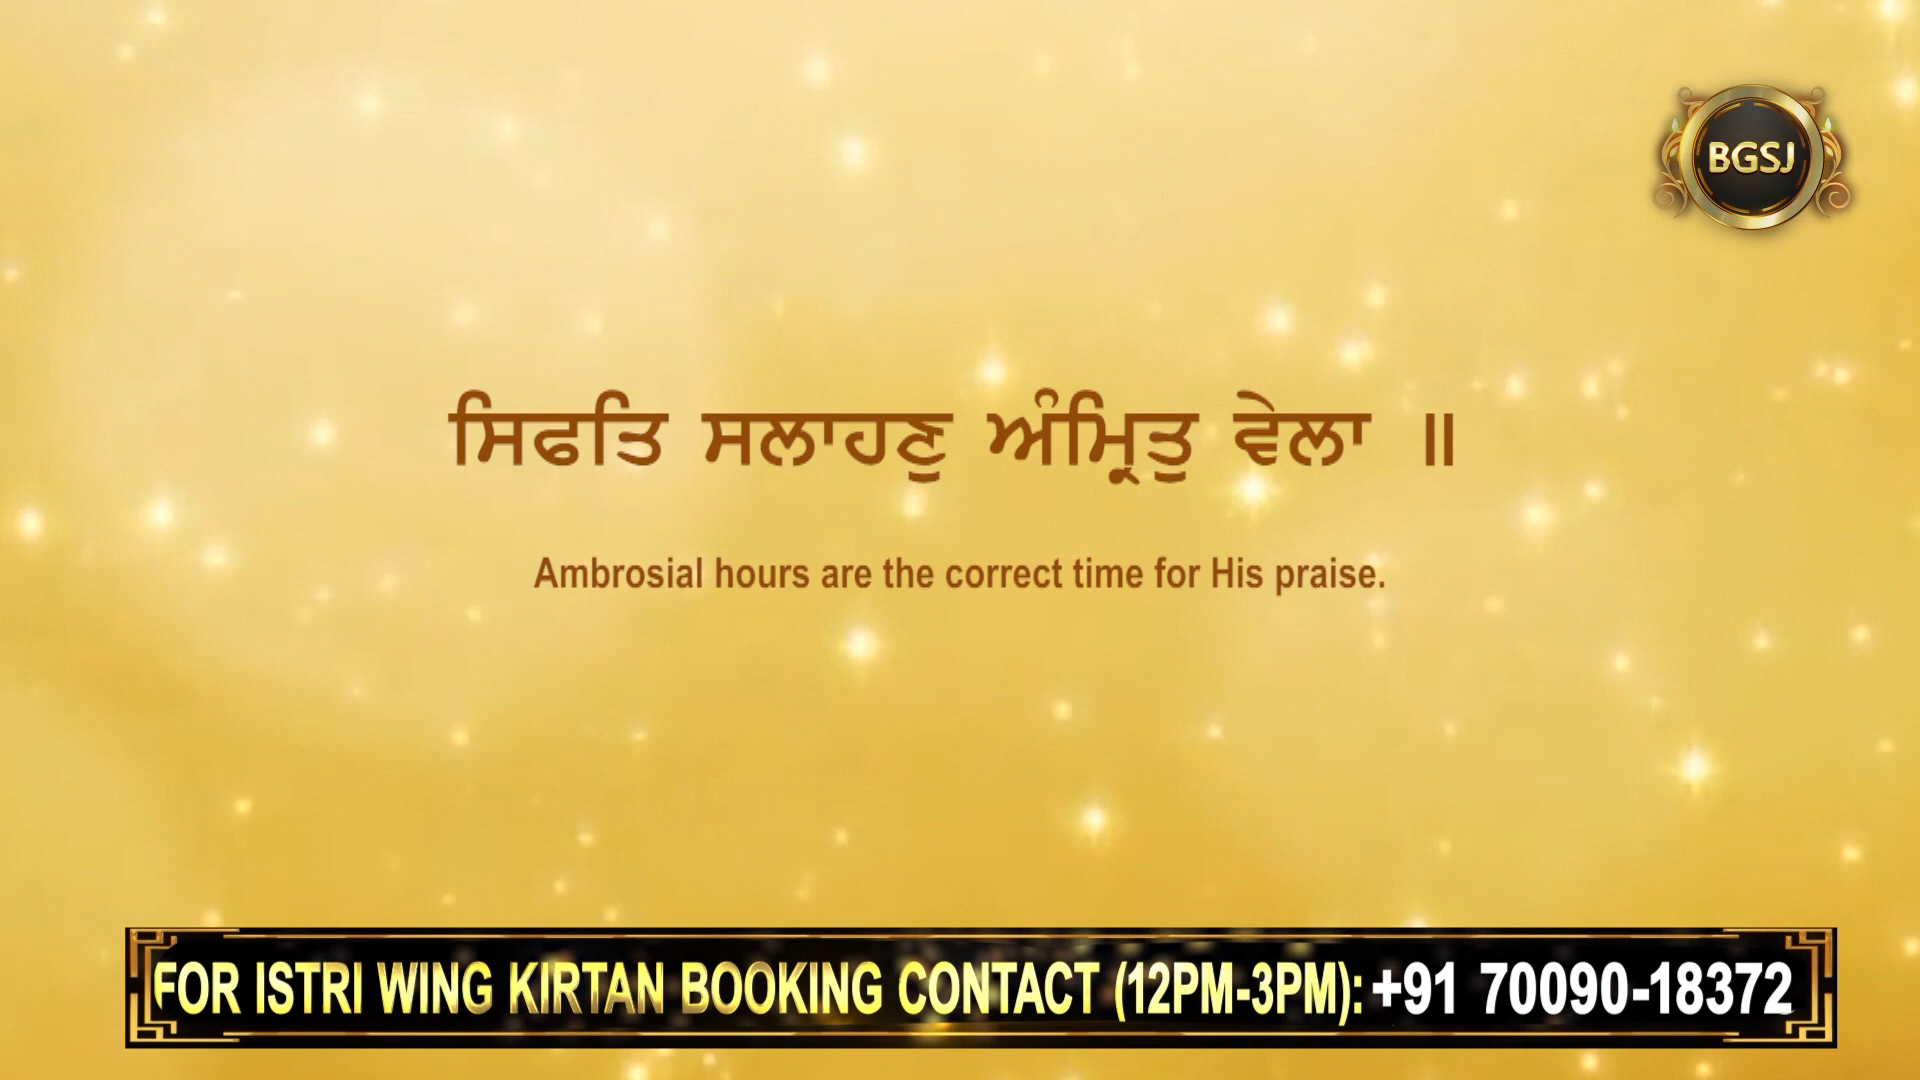 BGSJ
ਸਿਫਤਿ ਸਲਾਹਣੁ ਅੰਮ੍ਰਿਤੁ ਵੇਲਾ ॥
Ambrosial hours are the correct time for His praise.
FOR ISTRI WING KIRTAN BOOKING CONTACT (12PM-3PM): +91 70090-18372